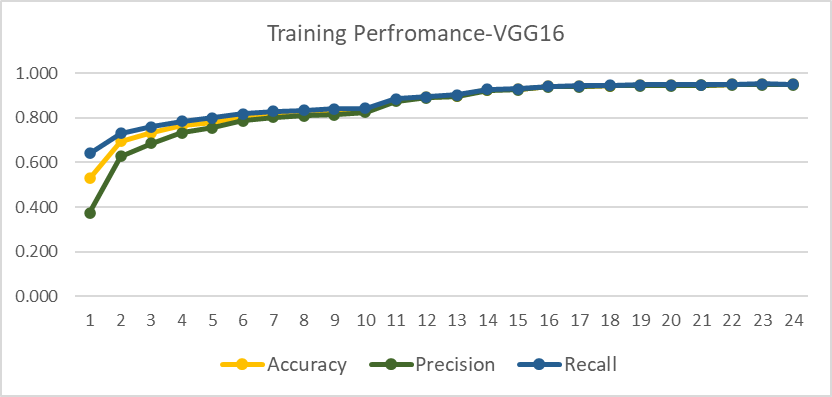 Training Perfromance-VGG16
1.000
0.800
0.600
0.400
0.200
0.000
1 2 3 4 5 6 7 8 9 10 11 12 13 14 15 16 17 18 19 20 21 22 23 24
Accuracy Precision Recall